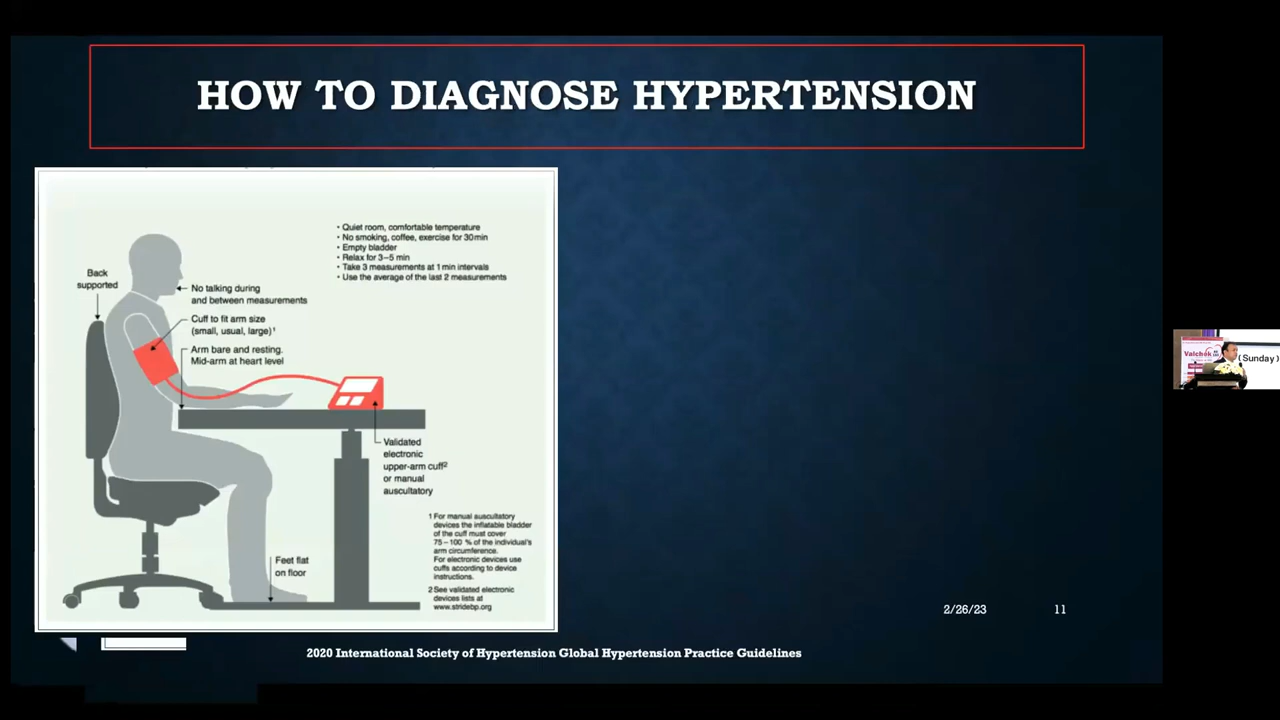 HOW TO DIAGNOSE HYPERTENSION
• Quiet room, comfortable temperature
• No smoking, coffee, exercise for 30min
• Empty bladder
• Relax for 3–5 min
• Take 3 measurements at 1 min intervals
• Use the average of the last 2 measurements
Back
supported
No talking during
and between measurements
Cuff to fit arm size
(small, usual, large)¹
Arm bare and resting.
Mid-arm at heart level
Validated
electronic
upper-arm cuff²
or manual
auscultatory
1 For manual auscultatory
devices the inflatable bladder
of the cuff must cover
75–100 % of the individual's
arm circumference.
For electronic devices use
cuffs according to device
instructions.
2 See validated electronic
devices lists at
www.stridebp.org
Feet flat
on floor
2/26/23
11
2020 International Society of Hypertension Global Hypertension Practice Guidelines
(Sunday)